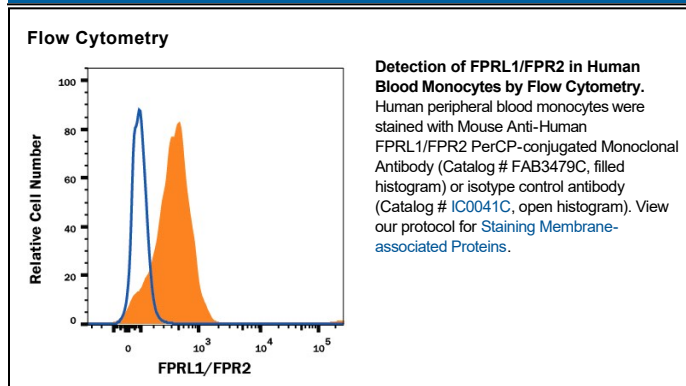 Flow Cytometry
100
80
60
40
20
0
Relative Cell Number
0
10^3
10^4
10^5
FPRL1/FPR2
Detection of FPRL1/FPR2 in Human
Blood Monocytes by Flow Cytometry.
Human peripheral blood monocytes were
stained with Mouse Anti-Human
FPRL1/FPR2 PerCP-conjugated Monoclonal
Antibody (Catalog # FAB3479C, filled
histogram) or isotype control antibody
(Catalog # IC0041C, open histogram). View
our protocol for Staining Membrane-
associated Proteins.